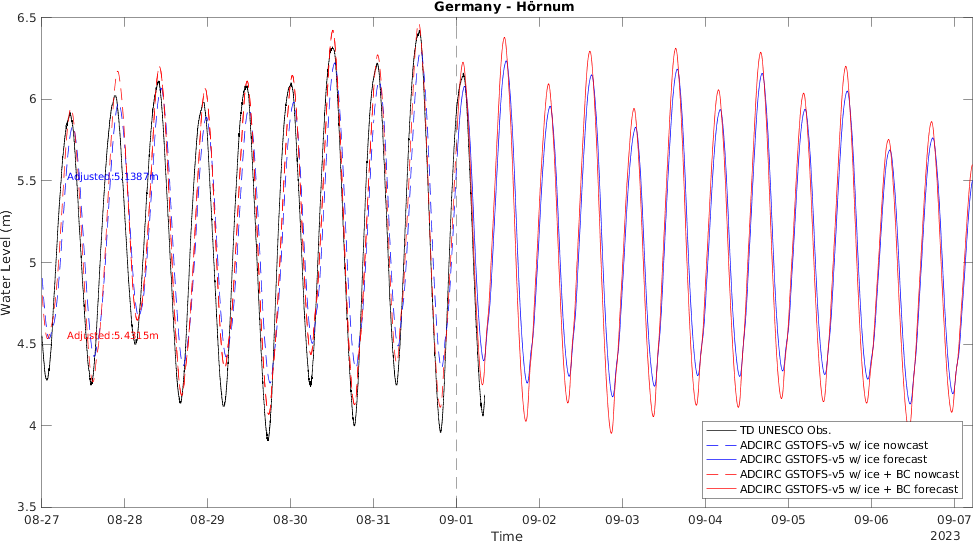 Germany - Hörnum
Water Level (m)
6.5
6
5.5
5
4.5
4
3.5
Adjusted:5.1387m
Adjusted:5.4315m
TD UNESCO Obs.
ADCIRC GSTOFS-v5 w/ ice nowcast
ADCIRC GSTOFS-v5 w/ ice forecast
ADCIRC GSTOFS-v5 w/ ice + BC nowcast
ADCIRC GSTOFS-v5 w/ ice + BC forecast
08-27 08-28 08-29 08-30 08-31 09-01 09-02 09-03 09-04 09-05 09-06 09-07
Time
2023